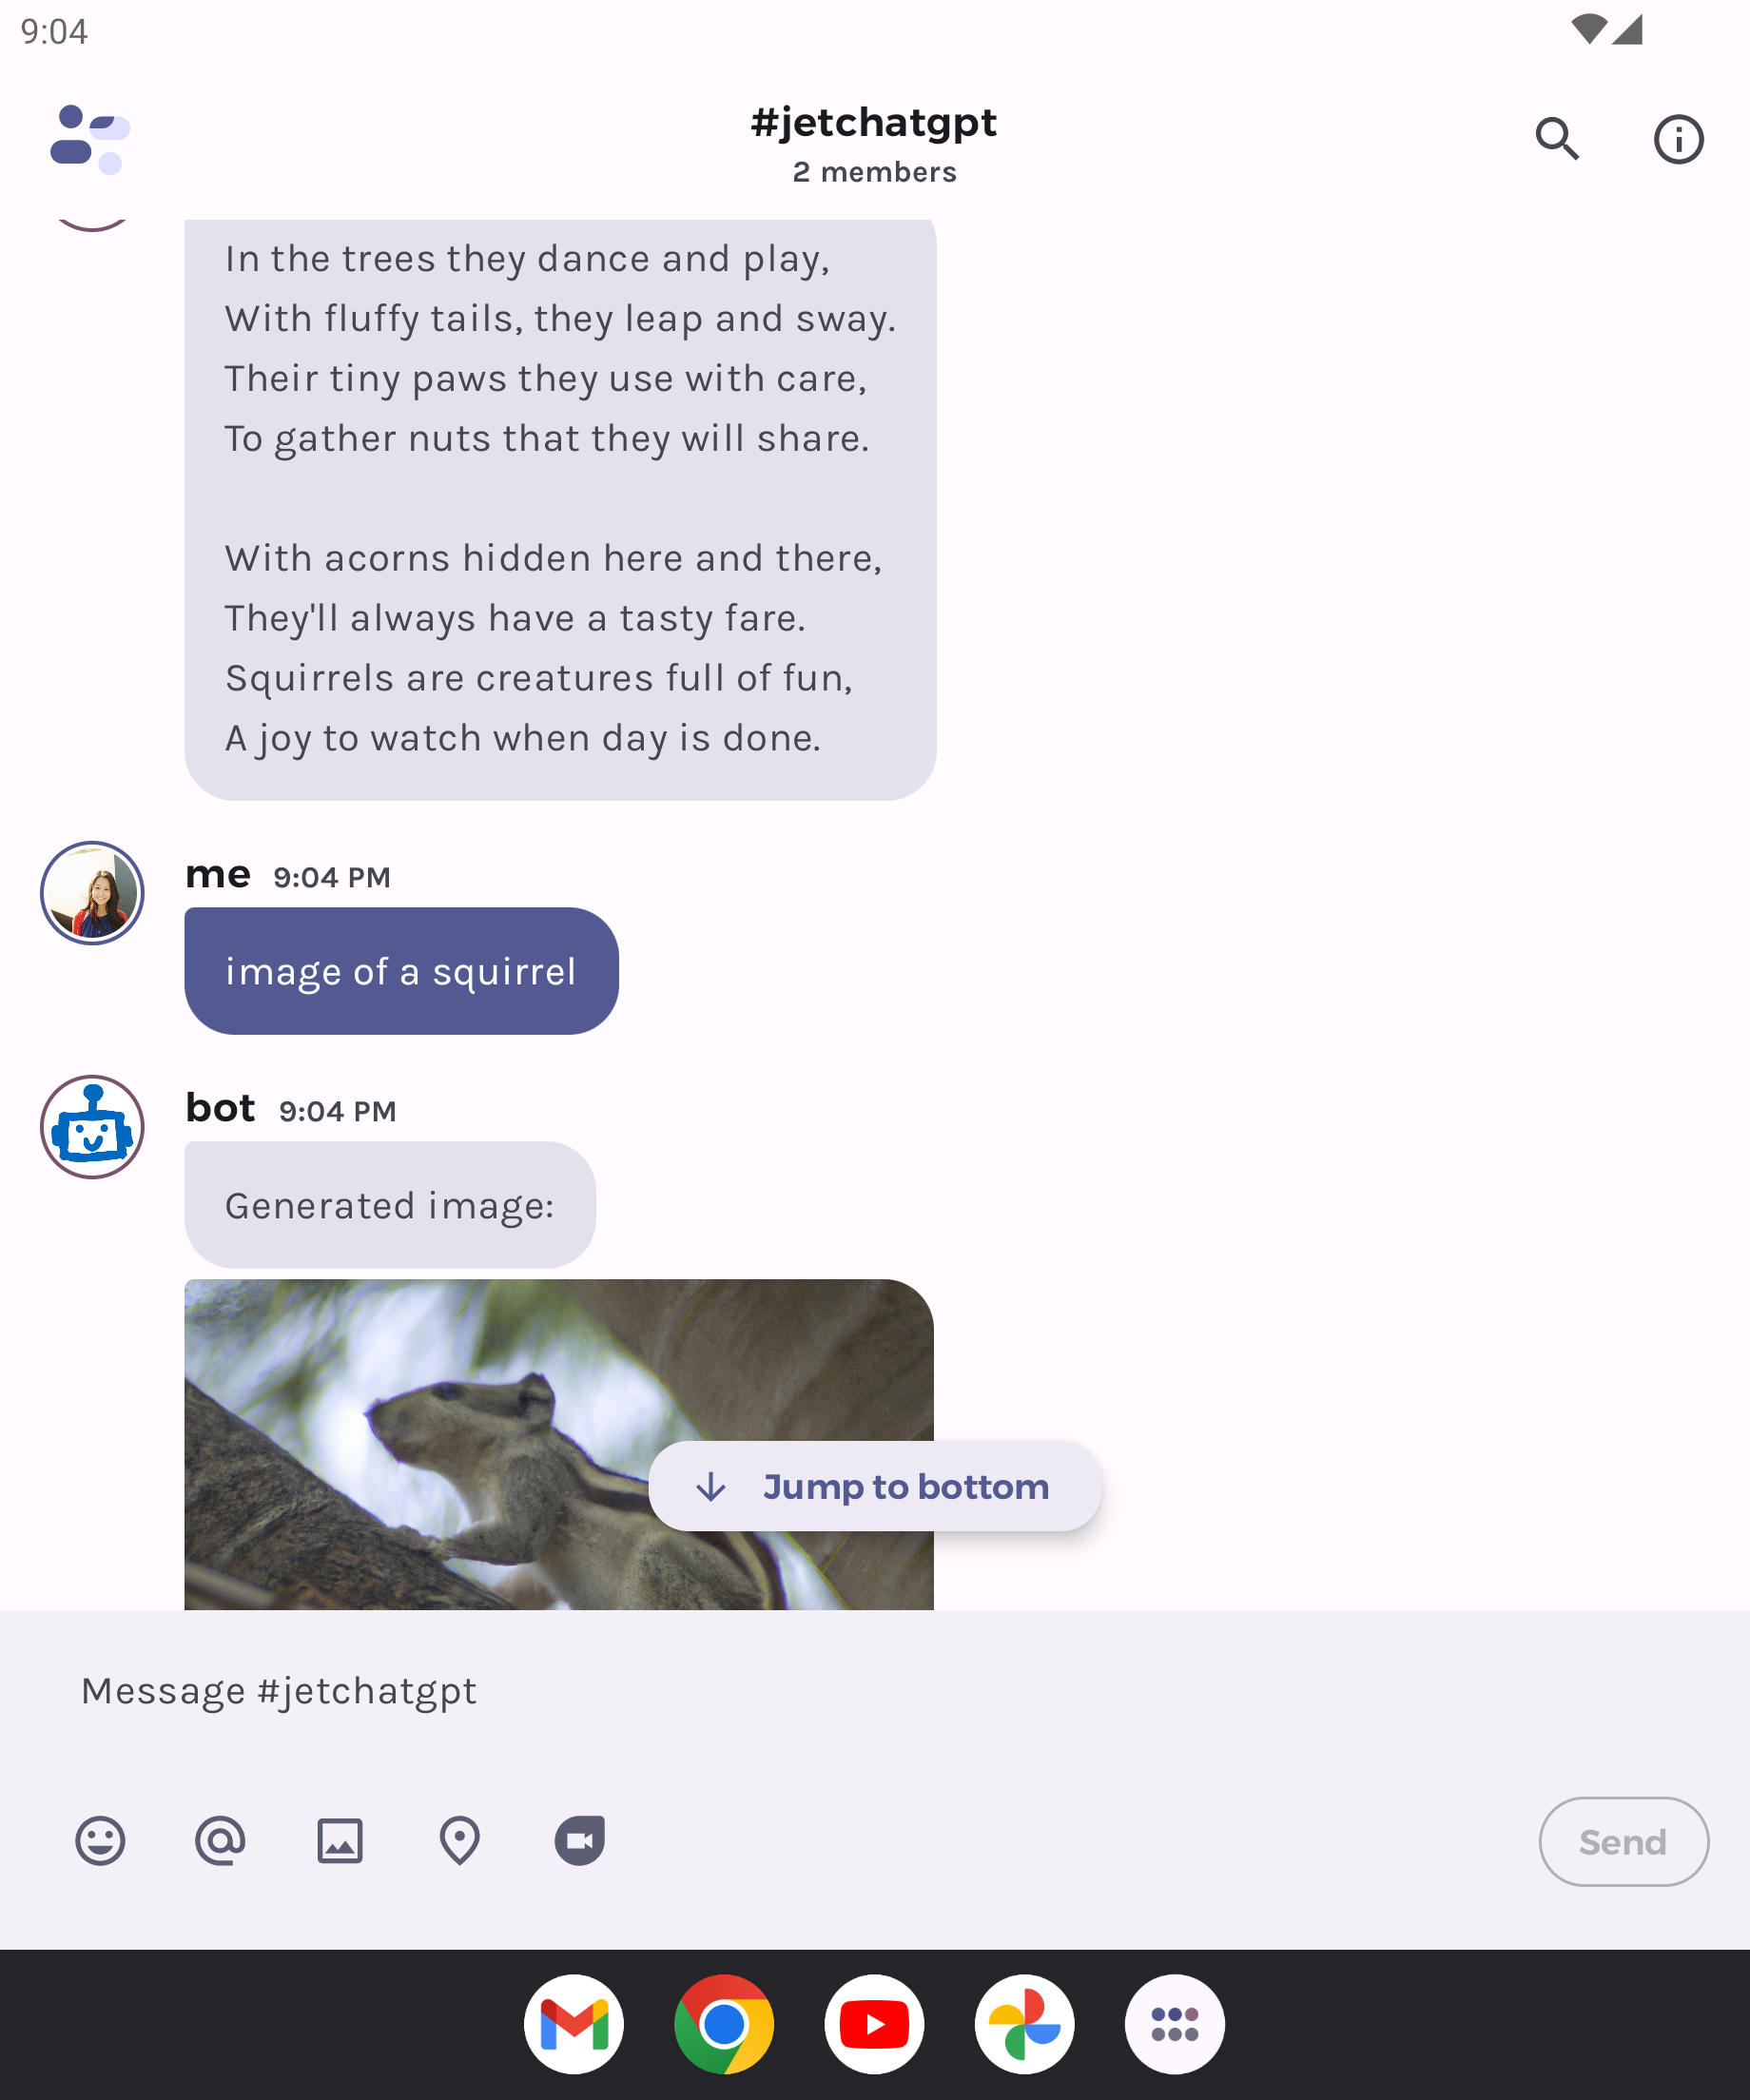 9:04
#jetchatgpt
2 members
In the trees they dance and play,
With fluffy tails, they leap and sway.
Their tiny paws they use with care,
To gather nuts that they will share.
With acorns hidden here and there,
They'll always have a tasty fare.
Squirrels are creatures full of fun,
A joy to watch when day is done.
me 9:04 PM
image of a squirrel
bot 9:04 PM
Generated image:
Jump to bottom
Message #jetchatgpt
Send